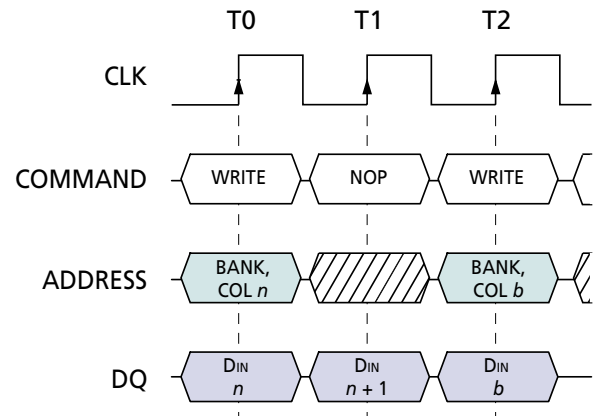 T0 T1 T2
CLK
COMMAND WRITE NOP WRITE
ADDRESS BANK, COL n BANK, COL b
DQ DIN n DIN n + 1 DIN b